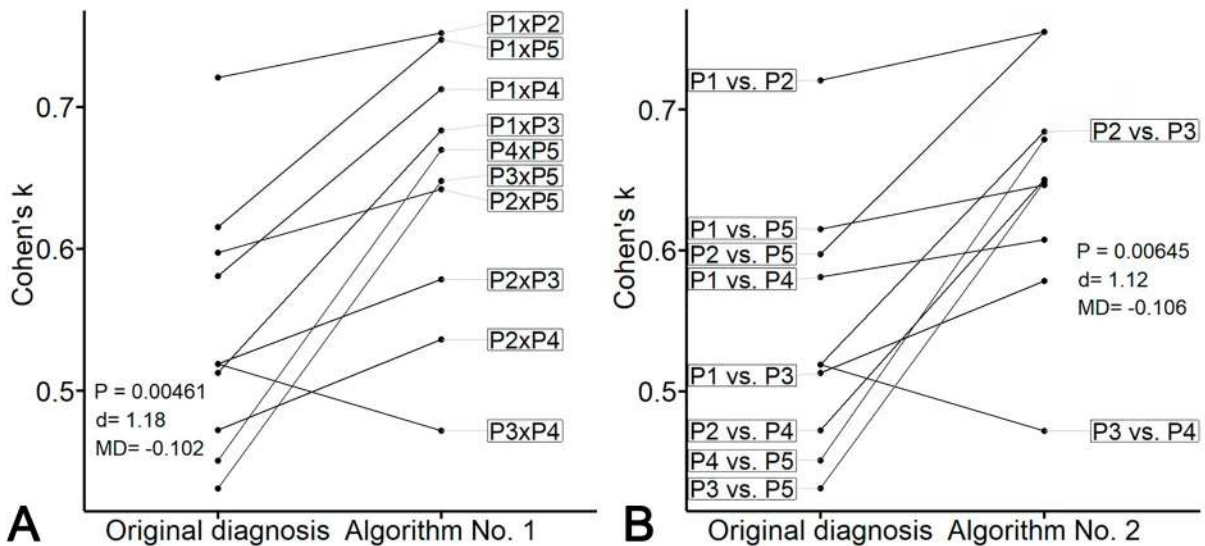 Cohen's k
0.7
0.6
0.5
P1xP2
P1xP5
P1xP4
P1xP3
P4xP5
P3xP5
P2xP5
P2xP3
P2xP4
P3xP4
P = 0.00461
d= 1.18
MD= -0.102
A
Original diagnosis
Algorithm No. 1
Cohen's k
0.7
0.6
0.5
P1 vs. P2
P1 vs. P5
P2 vs. P5
P1 vs. P4
P1 vs. P3
P2 vs. P4
P4 vs. P5
P3 vs. P5
P2 vs. P3
P = 0.00645
d= 1.12
MD= -0.106
P3 vs. P4
B
Original diagnosis
Algorithm No. 2